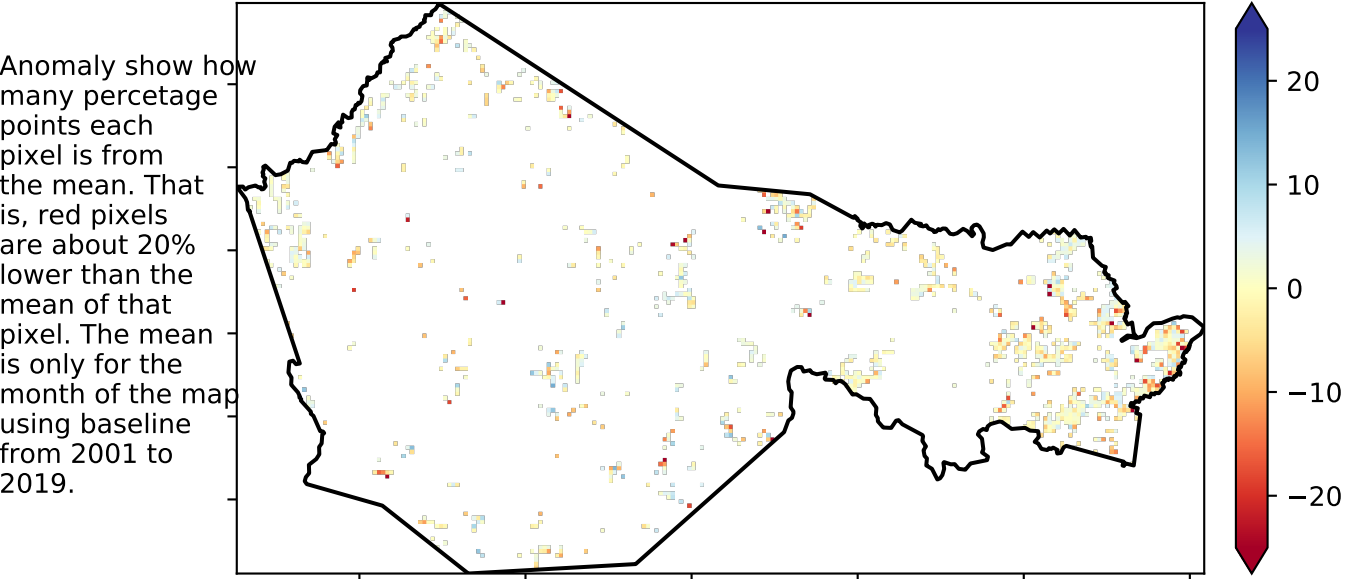 Anomaly show how
many percetage
points each
pixel is from
the mean. That
is, red pixels
are about 20%
lower than the
mean of that
pixel. The mean
is only for the
month of the map
using baseline
from 2001 to
2019.
20
10
0
−10
−20